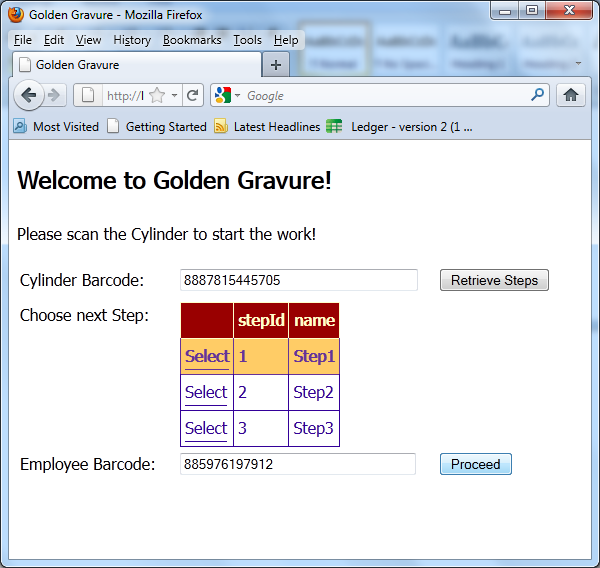 Golden Gravure - Mozilla Firefox
File Edit View History Bookmarks Tools Help
Golden Gravure
http://l Google
Most Visited Getting Started Latest Headlines Ledger - version 2 (1 ...
Welcome to Golden Gravure!
Please scan the Cylinder to start the work!
Cylinder Barcode: 8887815445705 Retrieve Steps
Choose next Step: stepId name
Select 1 Step1
Select 2 Step2
Select 3 Step3
Employee Barcode: 885976197912 Proceed